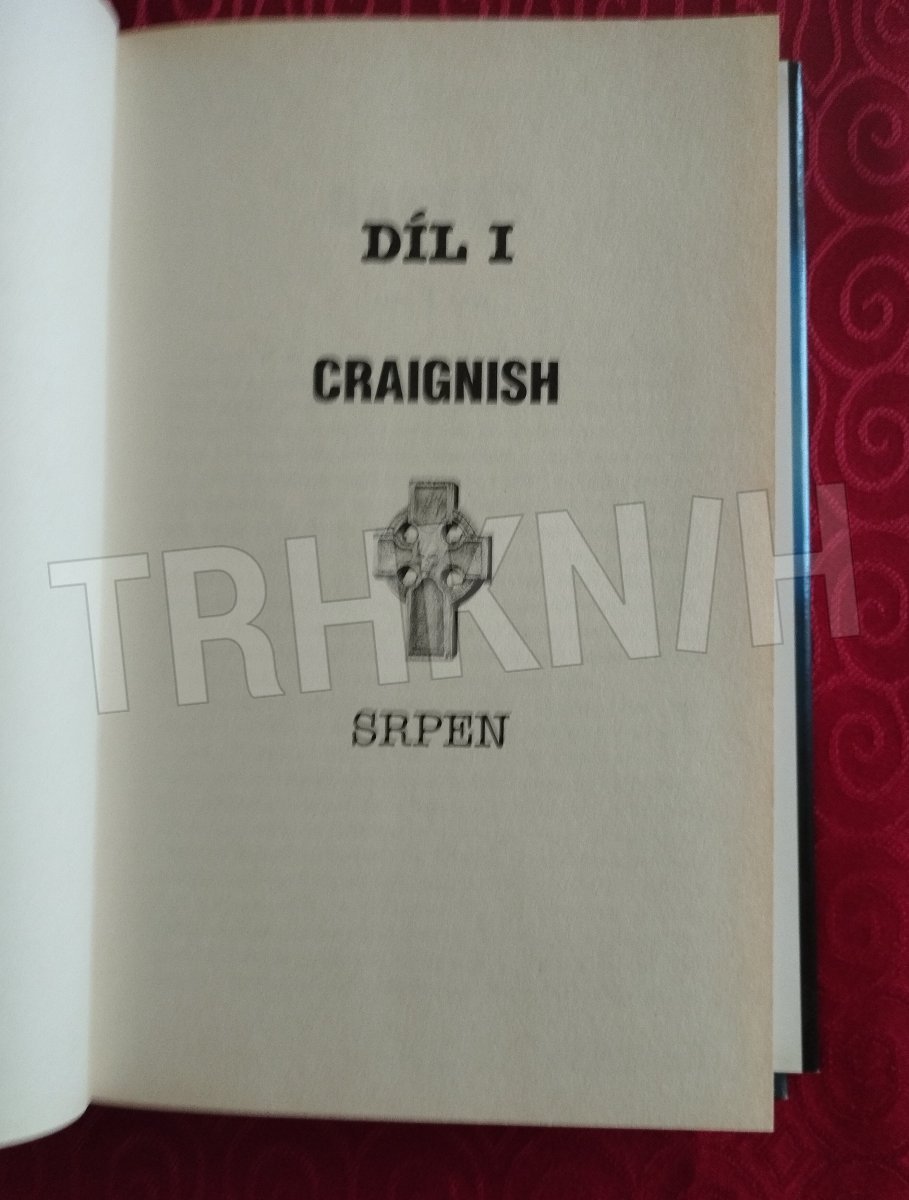 DÍL I
CRAIGNISH
TRHKNIH
SRPEN